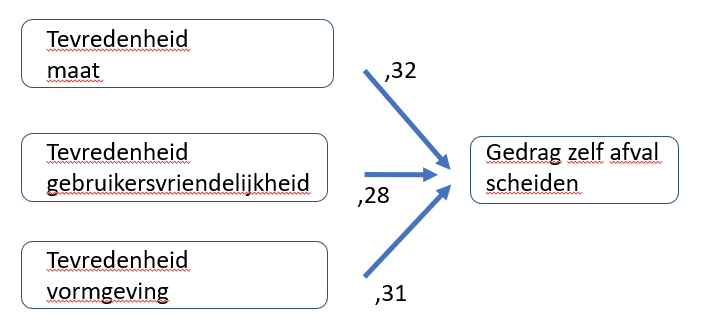 Tevredenheid
maat
,32
Tevredenheid
gebruikersvriendelijkheid
,28
Gedrag zelf afval
scheiden
Tevredenheid
vormgeving
,31